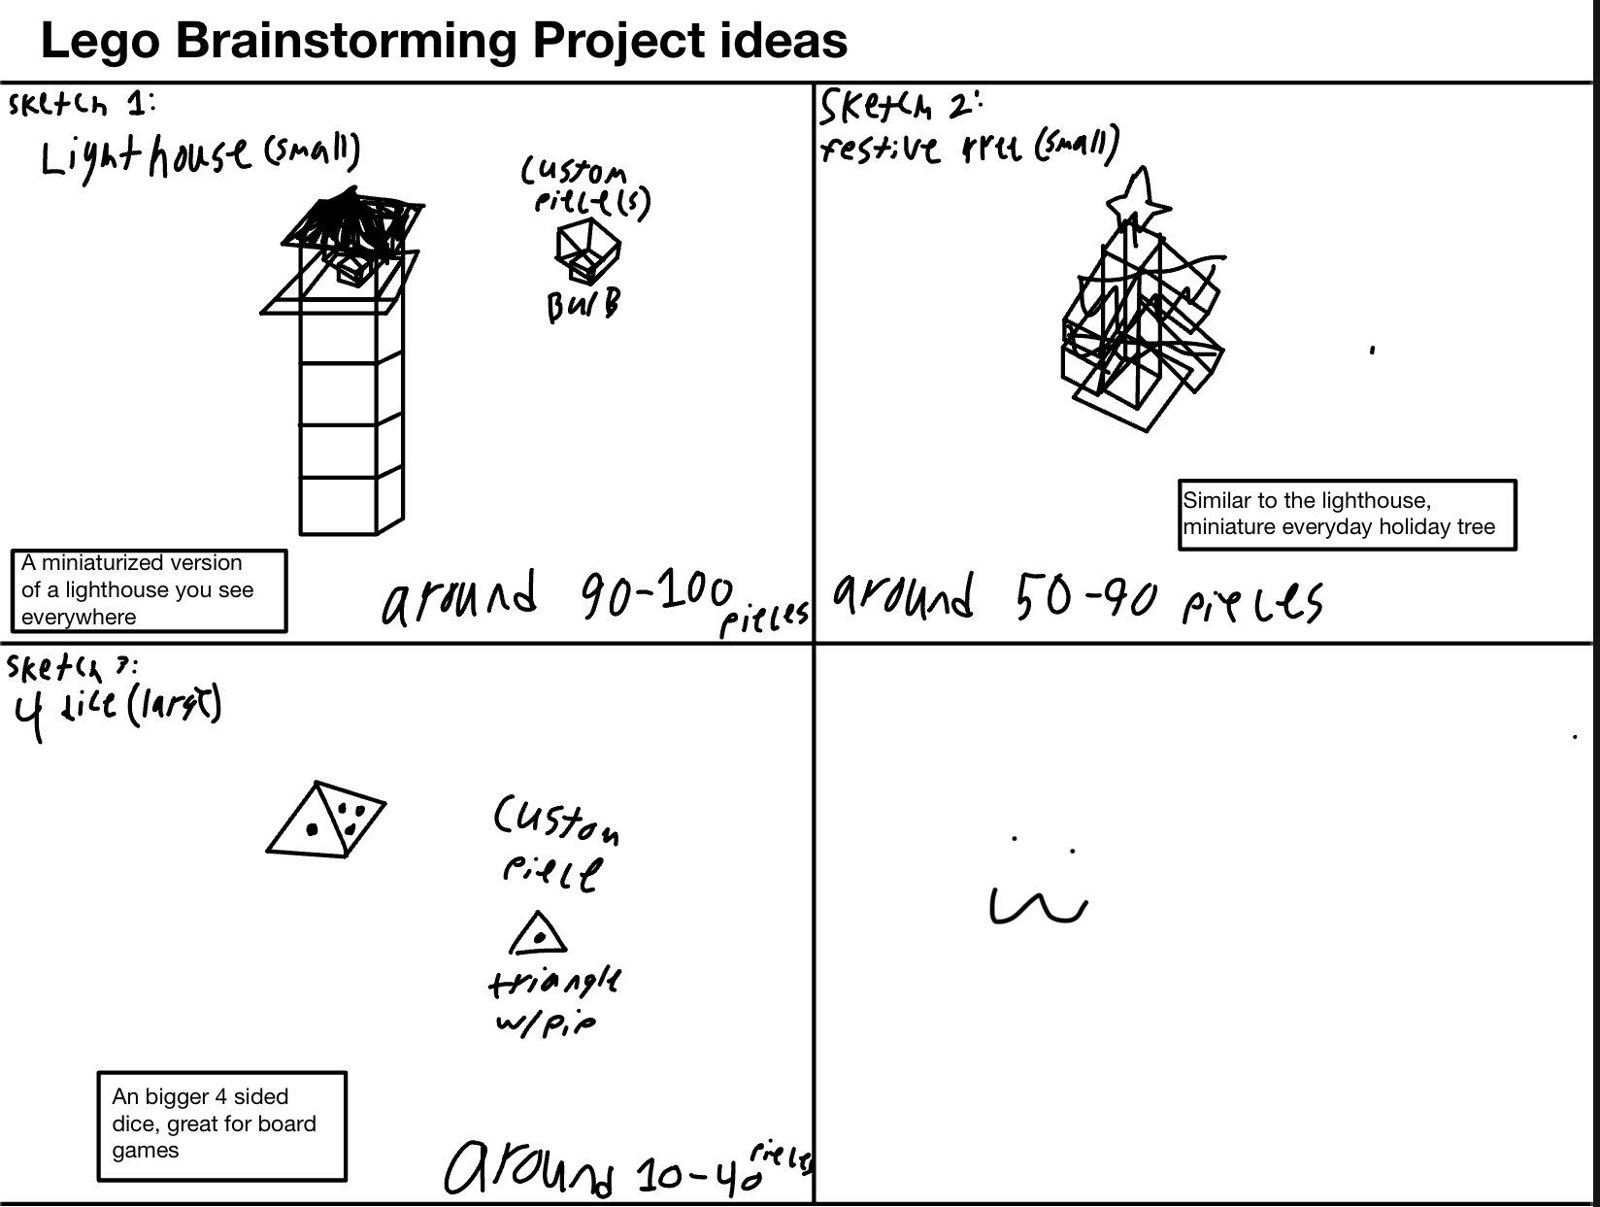 Lego Brainstorming Project ideas
sketch 1:
Lighthouse (small)
custom
piece(s)
Bulb
A miniaturized version
of a lighthouse you see
everywhere
around 90-100
pieces
Sketch 2:
festive tree (small)
Similar to the lighthouse,
miniature everyday holiday tree
around 50-90 pieces
Sketch 3:
4 dice (large)
Custom
piece
triangle
w/pip
An bigger 4 sided
dice, great for board
games
around 10-40 pieces